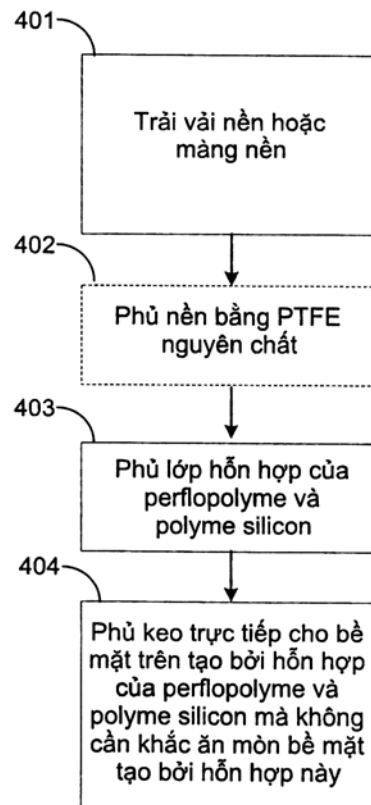 401
Trải vải nền hoặc
màng nền
402
Phủ nền bằng PTFE
nguyên chất
403
Phủ lớp hỗn hợp của
perflopolyme và
polyme silicon
404
Phủ keo trực tiếp cho bề
mặt trên tạo bởi hỗn hợp
của perflopolyme và
polyme silicon mà không
cần khắc ăn mòn bề mặt
tạo bởi hỗn hợp này